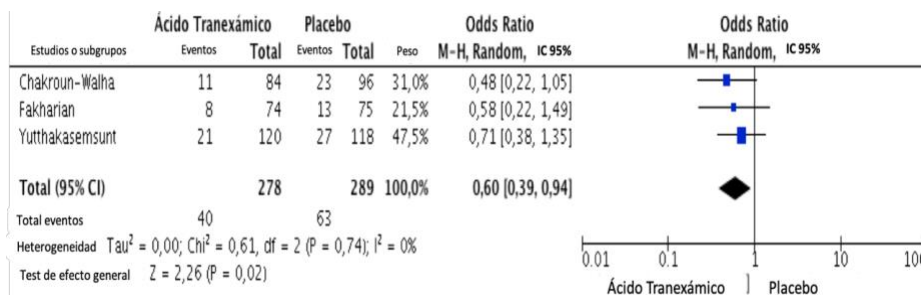 Ácido Tranexámico Placebo Odds Ratio Odds Ratio
Estudios o subgrupos Eventos Total Eventos Total Peso M-H, Random, IC 95% M-H, Random, IC 95%
Chakroun-Walha 11 84 23 96 31,0% 0,48 [0,22, 1,05]
Fakharian 8 74 13 75 21,5% 0,58 [0,22, 1,49]
Yutthakasemsunt 21 120 27 118 47,5% 0,71 [0,38, 1,35]
Total (95% CI) 278 289 100,0% 0,60 [0,39, 0,94]
Total eventos 40 63
Heterogeneidad Tau² = 0,00; Chi² = 0,61, df = 2 (P = 0,74); I² = 0%
Test de efecto general Z = 2,26 (P = 0,02)
0.01 0.1 1 10 100
Ácido Tranexámico Placebo